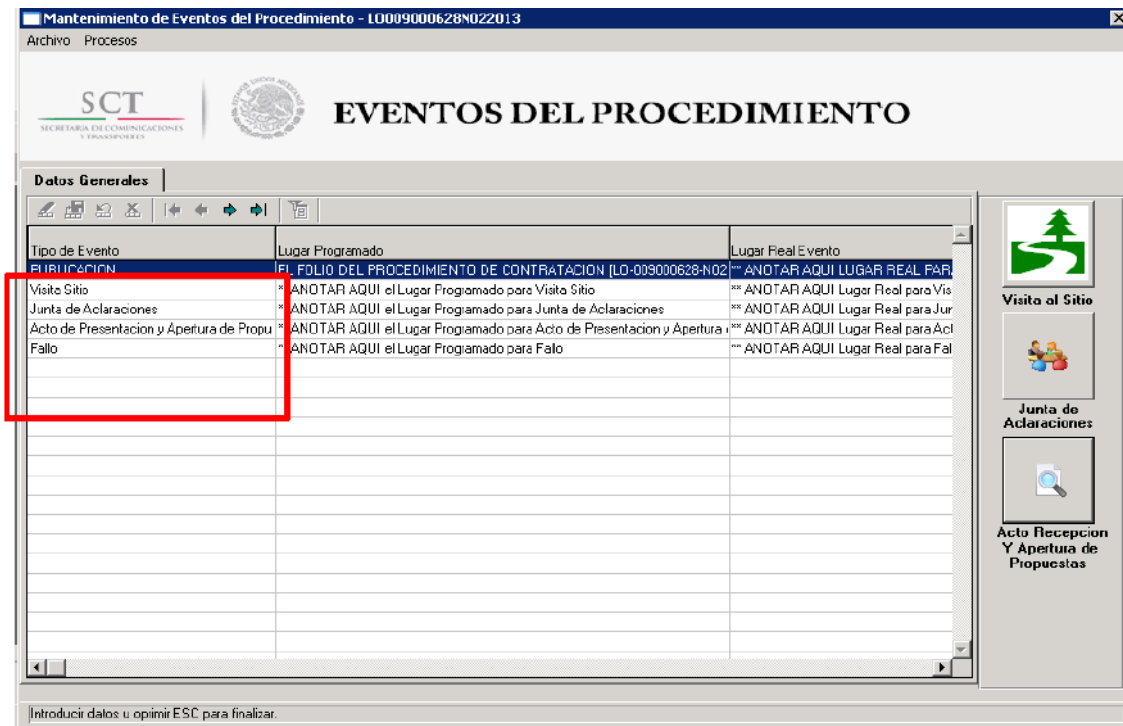 Mantenimiento de Eventos del Procedimiento - LO009000628N022013
Archivo Procesos
SCT
SECRETARIA DE COMUNICACIONES
Y TRANSPORTES
EVENTOS DEL PROCEDIMIENTO
Datos Generales
Tipo de Evento Lugar Programado Lugar Real Evento
PUBLICACION EL FOLIO DEL PROCEDIMIENTO DE CONTRATACION [LO-009000628-N02 ** ANOTAR AQUI LUGAR REAL PAR
Visita Sitio * ANOTAR AQUI el Lugar Programado para Visita Sitio ** ANOTAR AQUI Lugar Real para Vis
Junta de Aclaraciones * ANOTAR AQUI el Lugar Programado para Junta de Aclaraciones ** ANOTAR AQUI Lugar Real para Jun
Acto de Presentacion y Apertura de Propu * ANOTAR AQUI el Lugar Programado para Acto de Presentacion y Apertura ** ANOTAR AQUI Lugar Real para Act
Fallo * ANOTAR AQUI el Lugar Programado para Fallo ** ANOTAR AQUI Lugar Real para Fal
Visita al Sitio
Junta de
Aclaraciones
Acto Recepcion
Y Apertura de
Propuestas
Introducir datos u oprimir ESC para finalizar.